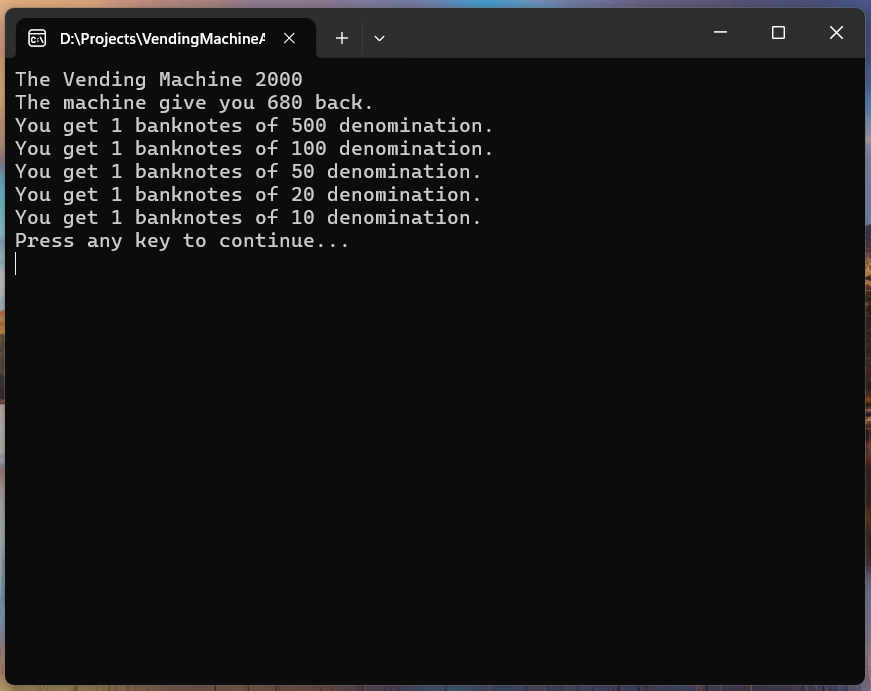 D:\Projects\VendingMachineA
The Vending Machine 2000
The machine give you 680 back.
You get 1 banknotes of 500 denomination.
You get 1 banknotes of 100 denomination.
You get 1 banknotes of 50 denomination.
You get 1 banknotes of 20 denomination.
You get 1 banknotes of 10 denomination.
Press any key to continue...